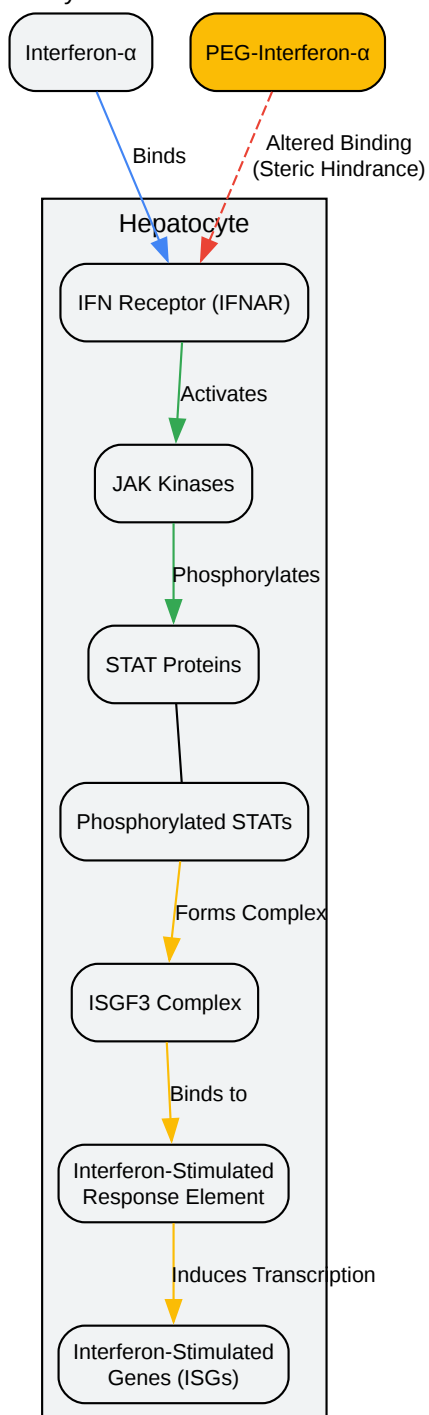 Interferon-α
PEG-Interferon-α
Binds
Altered Binding
(Steric Hindrance)
Hepatocyte
IFN Receptor (IFNAR)
Activates
JAK Kinases
Phosphorylates
STAT Proteins
Phosphorylated STATs
Forms Complex
ISGF3 Complex
Binds to
Interferon-Stimulated
Response Element
Induces Transcription
Interferon-Stimulated
Genes (ISGs)